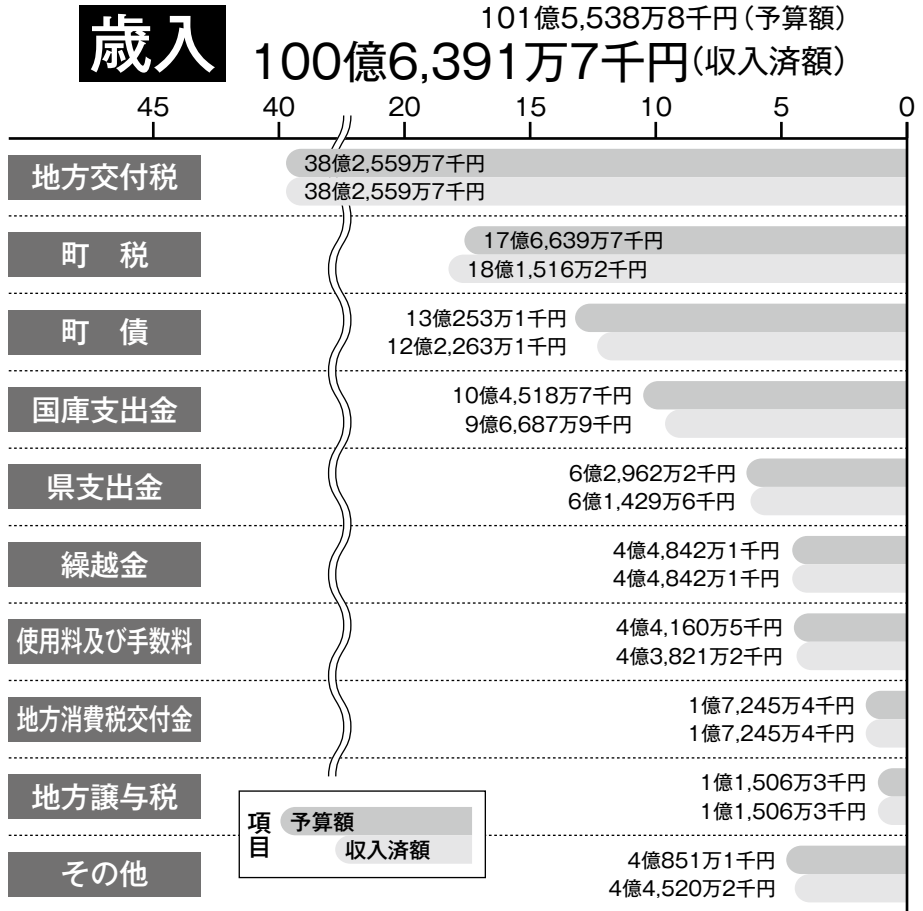 歳入
101億5,538万8千円(予算額)
100億6,391万7千円(収入済額)
45 40 20 15 10 5 0
地方交付税
38億2,559万7千円
38億2,559万7千円
町 税
17億6,639万7千円
18億1,516万2千円
町 債
13億253万1千円
12億2,263万1千円
国庫支出金
10億4,518万7千円
9億6,687万9千円
県支出金
6億2,962万2千円
6億1,429万6千円
繰越金
4億4,842万1千円
4億4,842万1千円
使用料及び手数料
4億4,160万5千円
4億3,821万2千円
地方消費税交付金
1億7,245万4千円
1億7,245万4千円
地方譲与税
1億1,506万3千円
1億1,506万3千円
その他
4億851万1千円
4億4,520万2千円
項目
予算額
収入済額